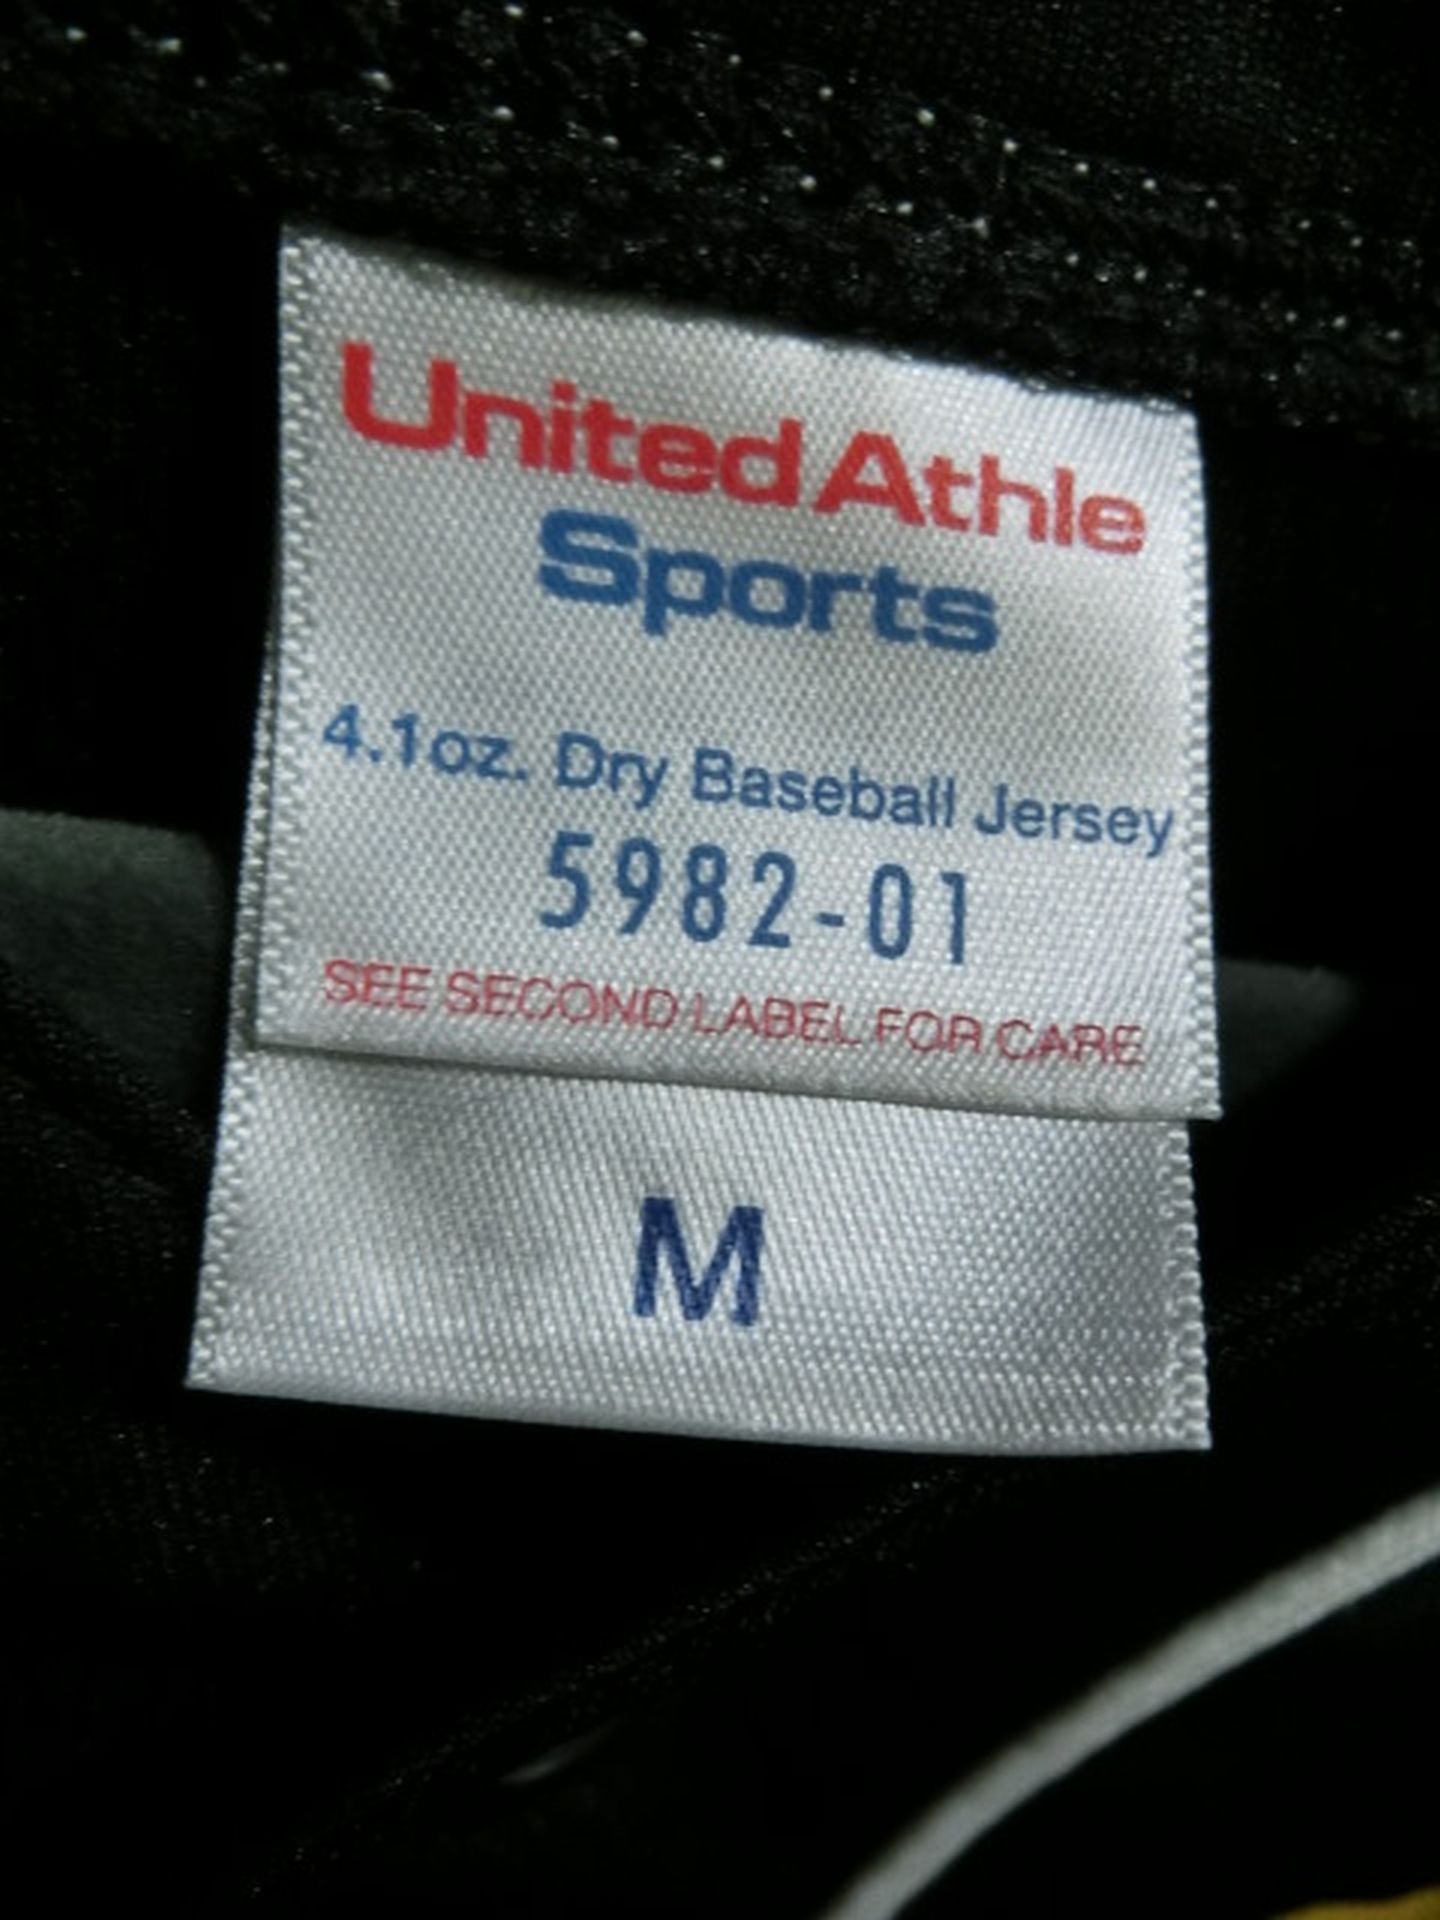 United Athle
Sports
4.1oz. Dry Baseball Jersey
5982-01
SEE SECOND LABEL FOR CARE
M